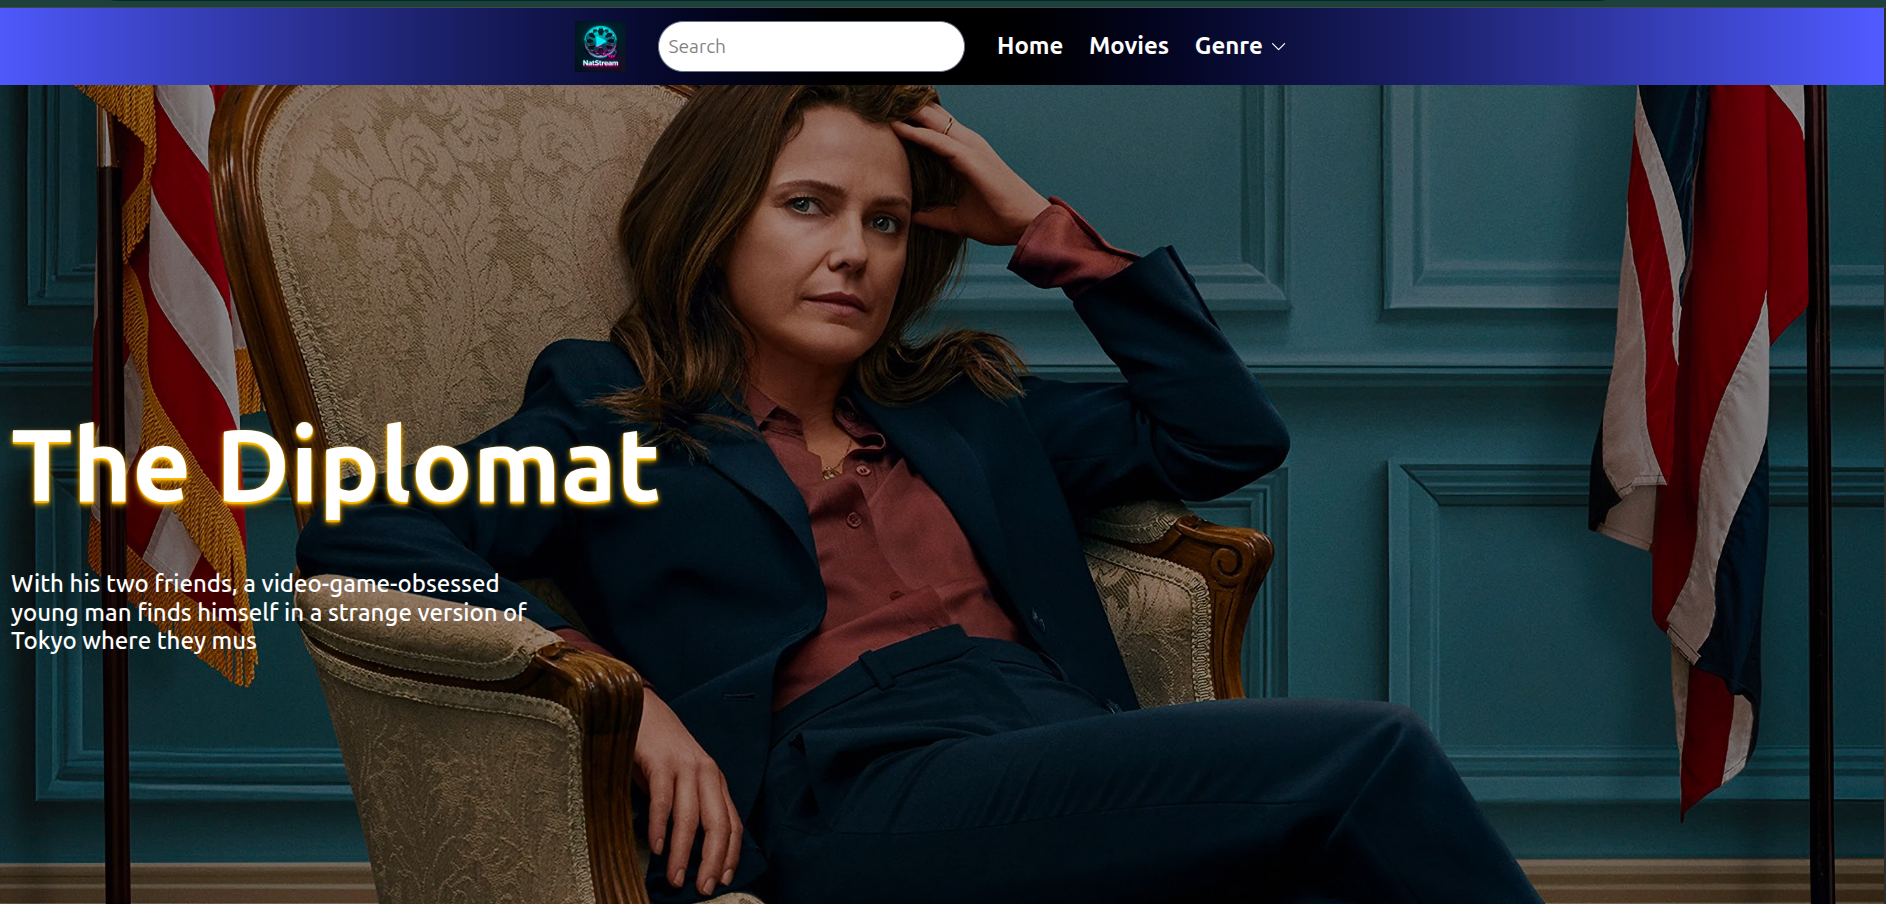 NatStream
Search
Home
Movies
Genre
The Diplomat
With his two friends, a video-game-obsessed
young man finds himself in a strange version of
Tokyo where they mus